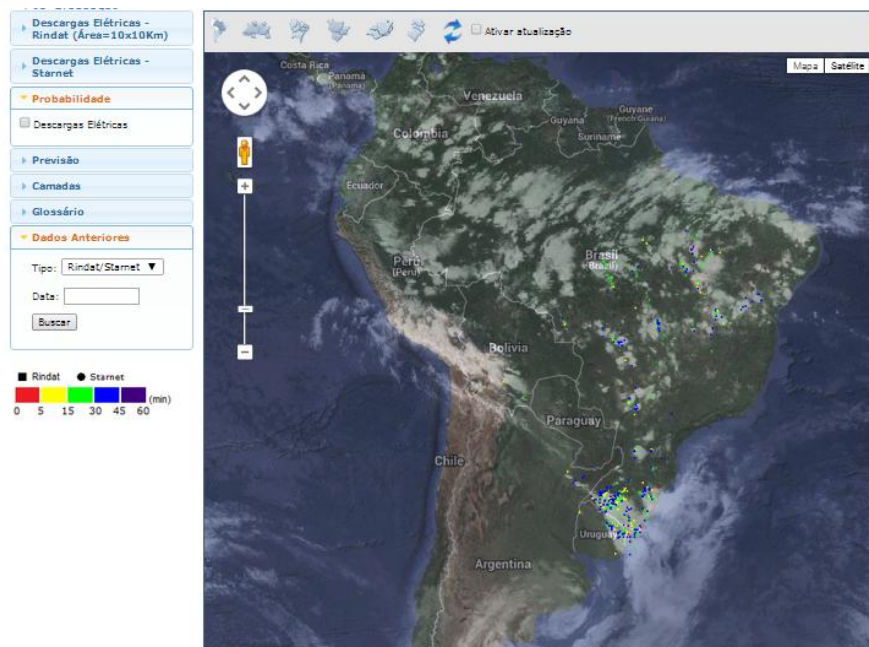 Descargas Elétricas -
Rindat (Área=10x10Km)
Descargas Elétricas -
Starnet
Probabilidade
Descargas Elétricas
Previsão
Camadas
Glossário
Dados Anteriores
Tipo: Rindat/Starnet ▼
Data:
Buscar
Rindat Starnet
(min)
0 5 15 30 45 60
Ativar atualização
Mapa Satélite
Costa Rica
Panamá
(Panama)
Venezuela
Guyana
Guyane
(French Guiana)
Suriname
Colombia
Ecuador
Perú
(Peru)
Brasil
(Brazil)
Bolivia
Paraguay
Chile
Uruguay
Argentina